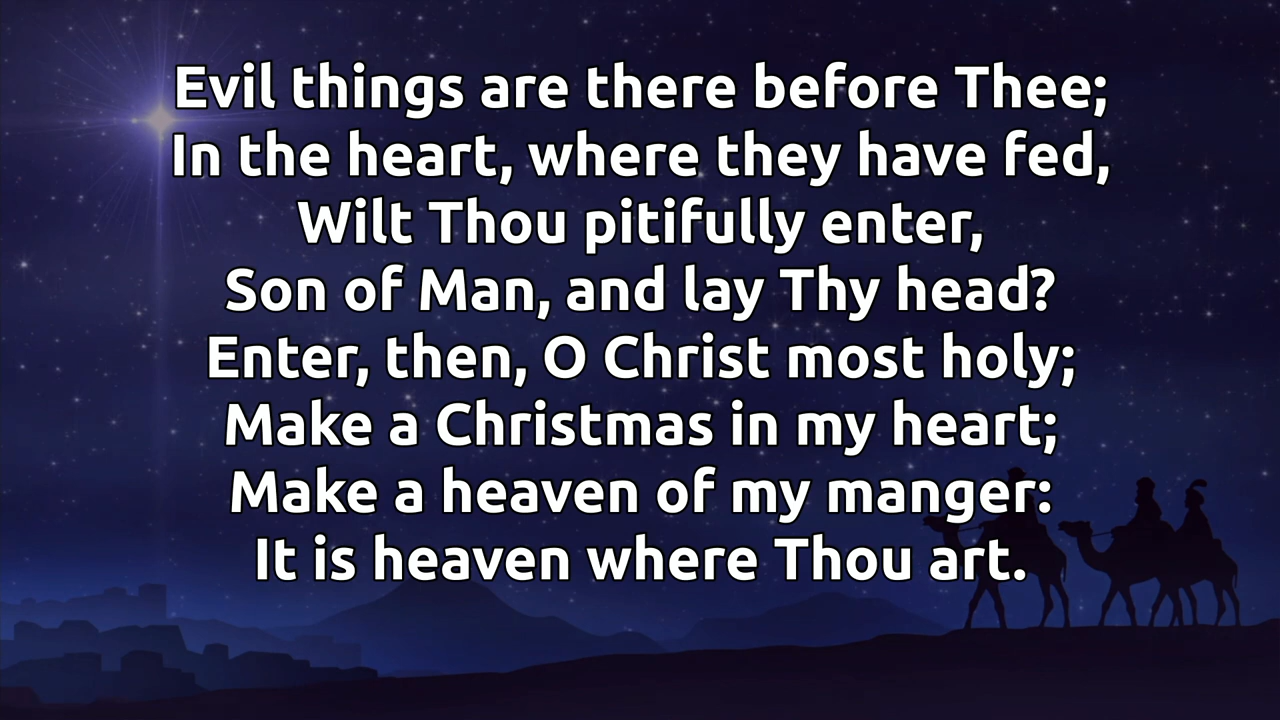 Evil things are there before Thee;
In the heart, where they have fed,
Wilt Thou pitifully enter,
Son of Man, and lay Thy head?
Enter, then, O Christ most holy;
Make a Christmas in my heart;
Make a heaven of my manger:
It is heaven where Thou art.